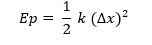 Ep = 1/2 k (Δx)²